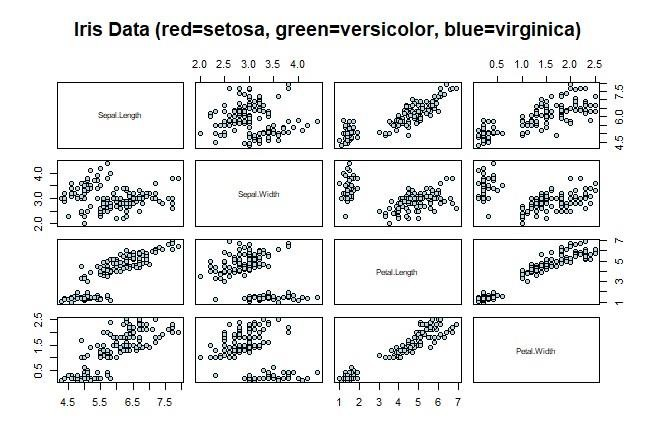 Iris Data (red=setosa, green=versicolor, blue=virginica)
2.0 2.5 3.0 3.5 4.0
0.5 1.0 1.5 2.0 2.5
Sepal.Length
4.5 6.0 7.5
2.0 3.0 4.0
Sepal.Width
Petal.Length
1 3 5 7
0.5 1.5 2.5
Petal.Width
4.5 5.5 6.5 7.5
1 2 3 4 5 6 7